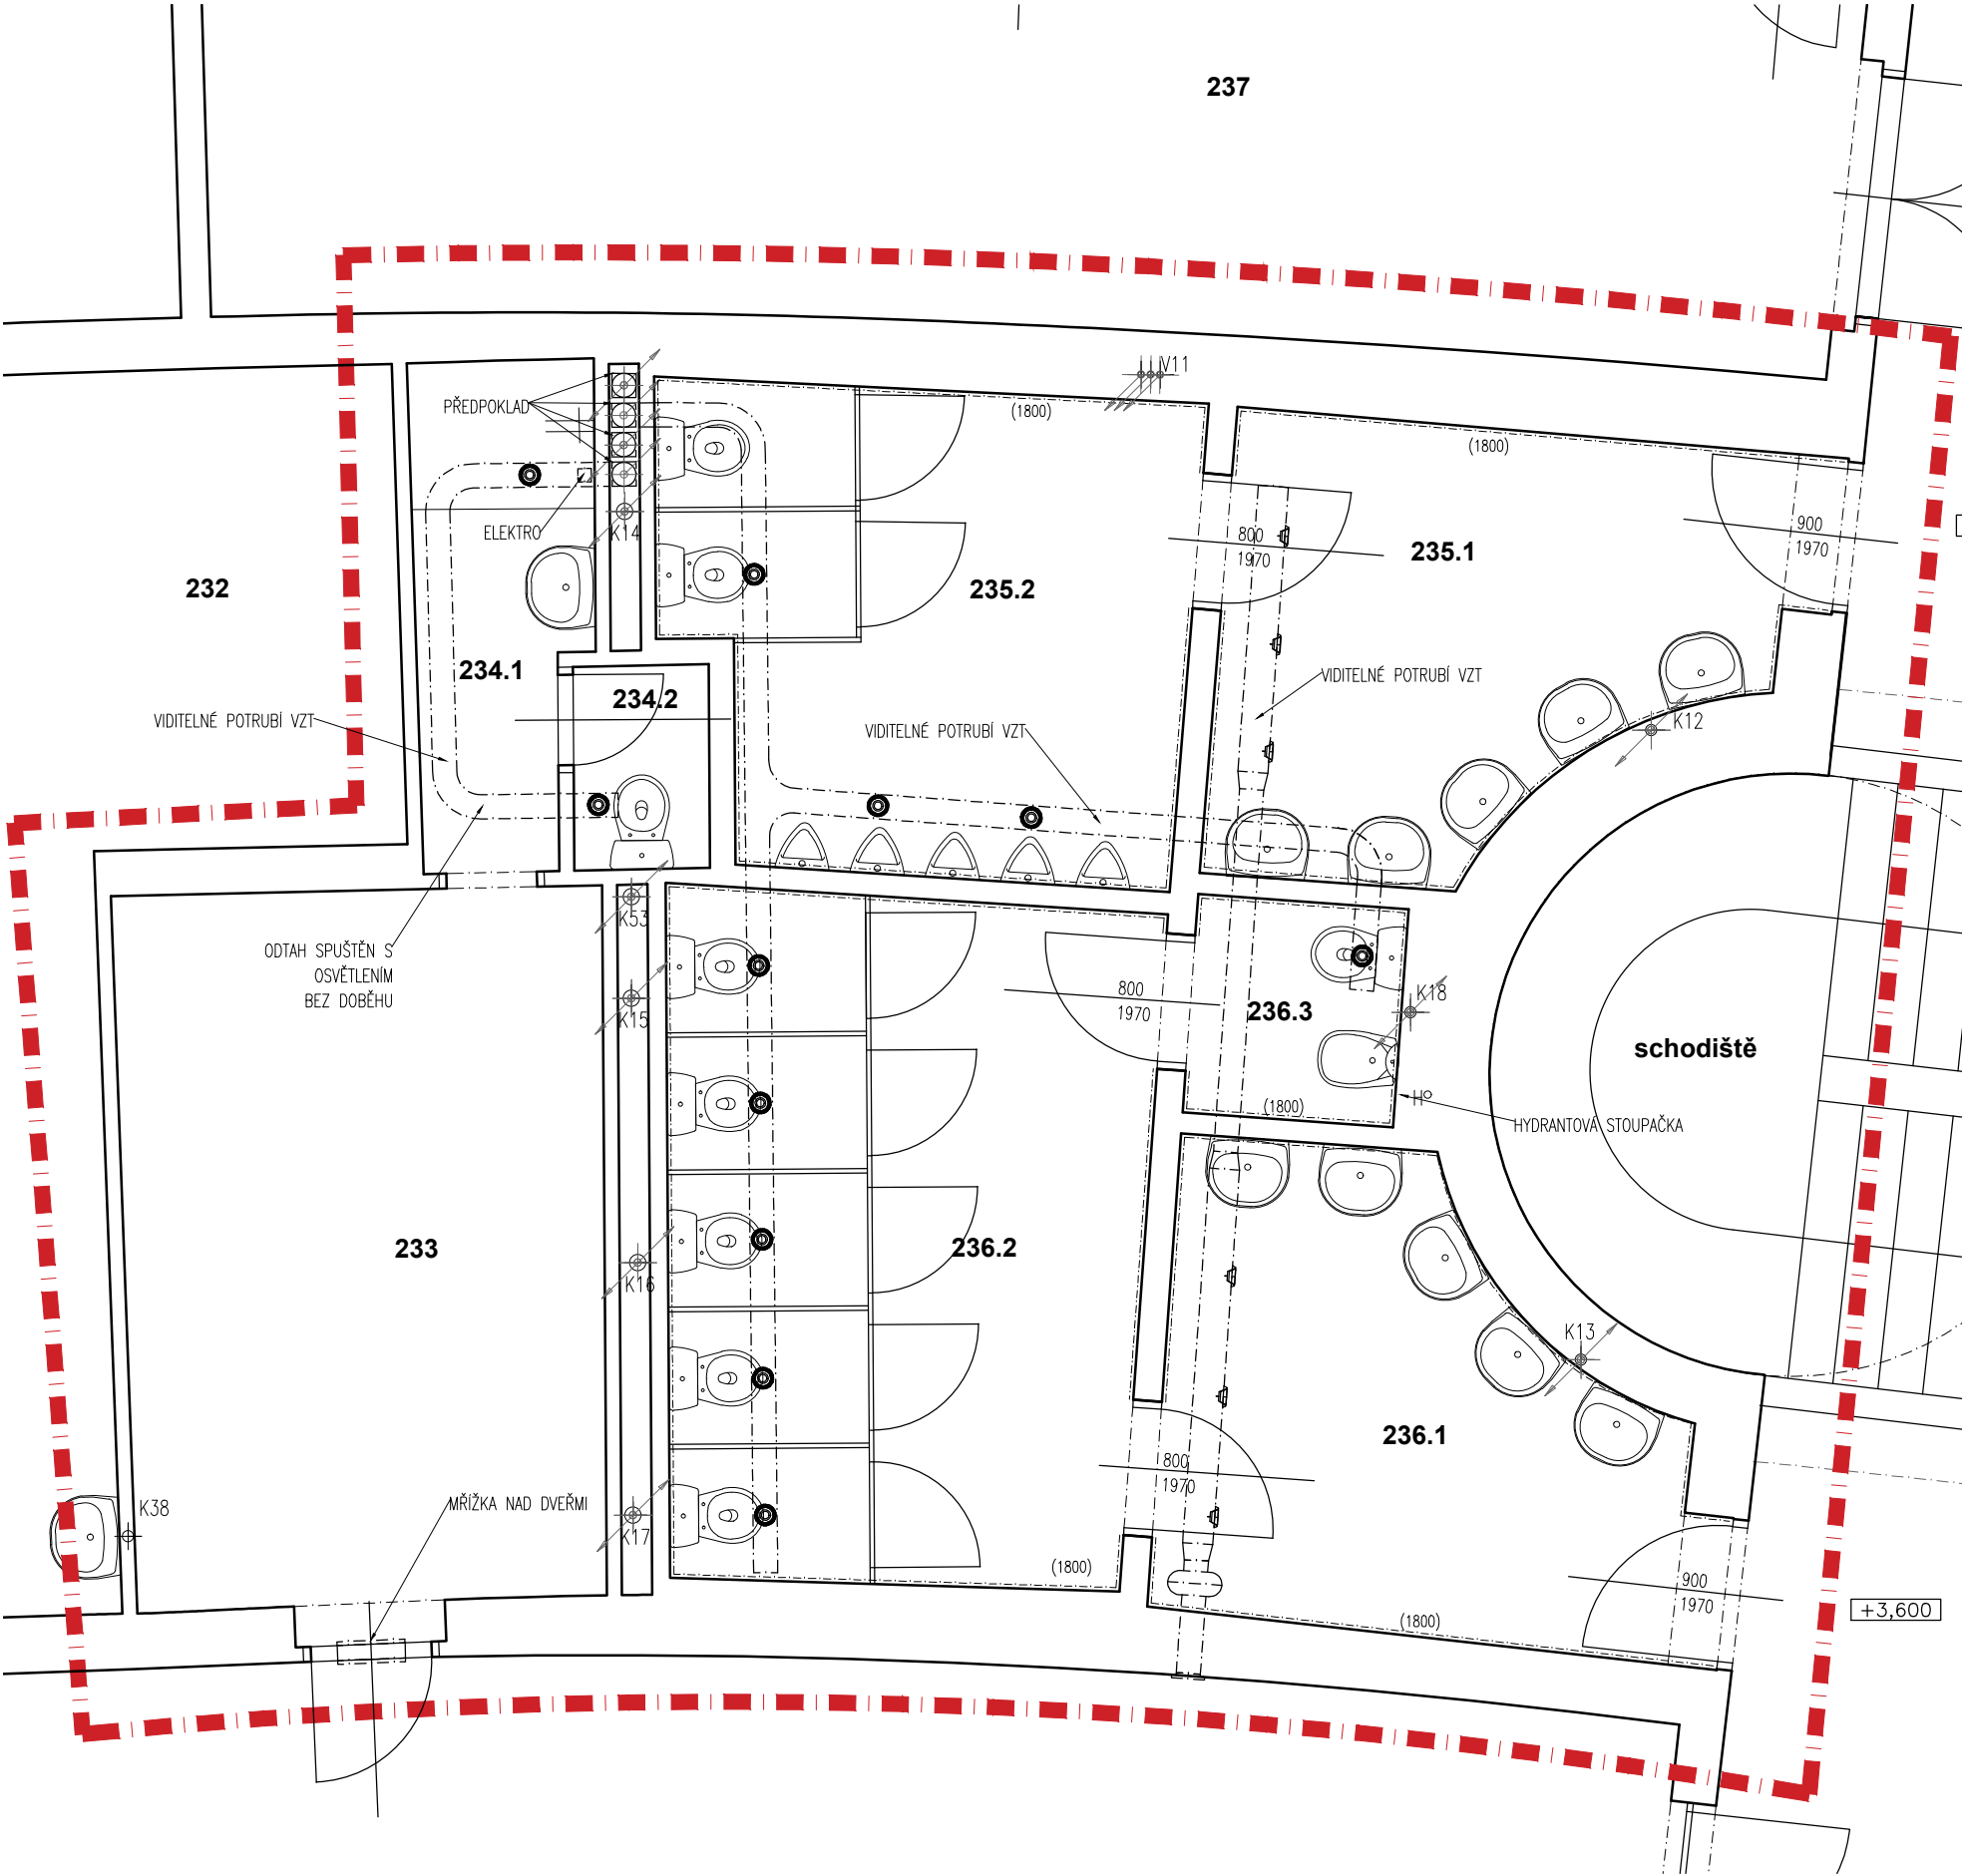 237
V11
(1800)
PŘEDPOKLAD
(1800)
ELEKTRO
K14
800
1970
235.1
900
1970
232
235.2
234.1
234.2
VIDITELNÉ POTRUBÍ VZT
VIDITELNÉ POTRUBÍ VZT
VIDITELNÉ POTRUBÍ VZT
K12
K53
ODTAH SPUŠTĚN S
OSVĚTLENÍM
BEZ DOBĚHU
K15
800
1970
236.3
K18
schodiště
(1800)
H
HYDRANTOVÁ STOUPAČKA
233
K16
236.2
K13
236.1
800
1970
K38
MŘÍŽKA NAD DVEŘMI
K17
(1800)
900
1970
(1800)
+3,600